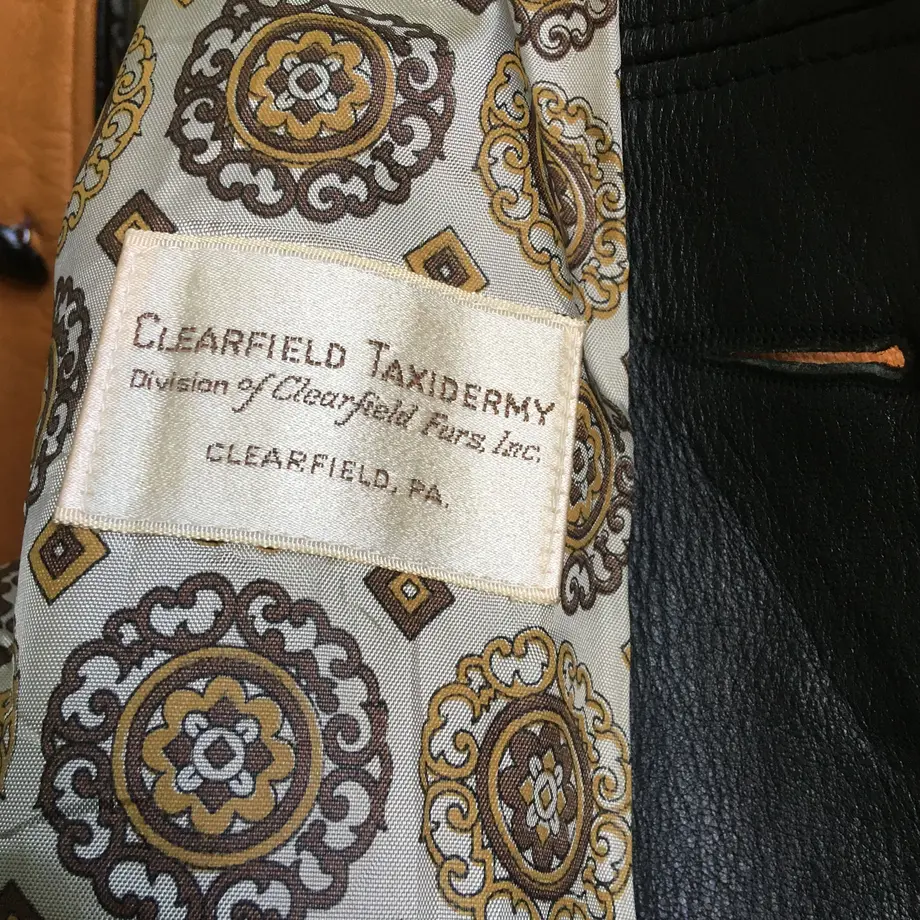 CLEARFIELD TAXIDERMY
Division of Clearfield Furs, Inc.
CLEARFIELD, PA.